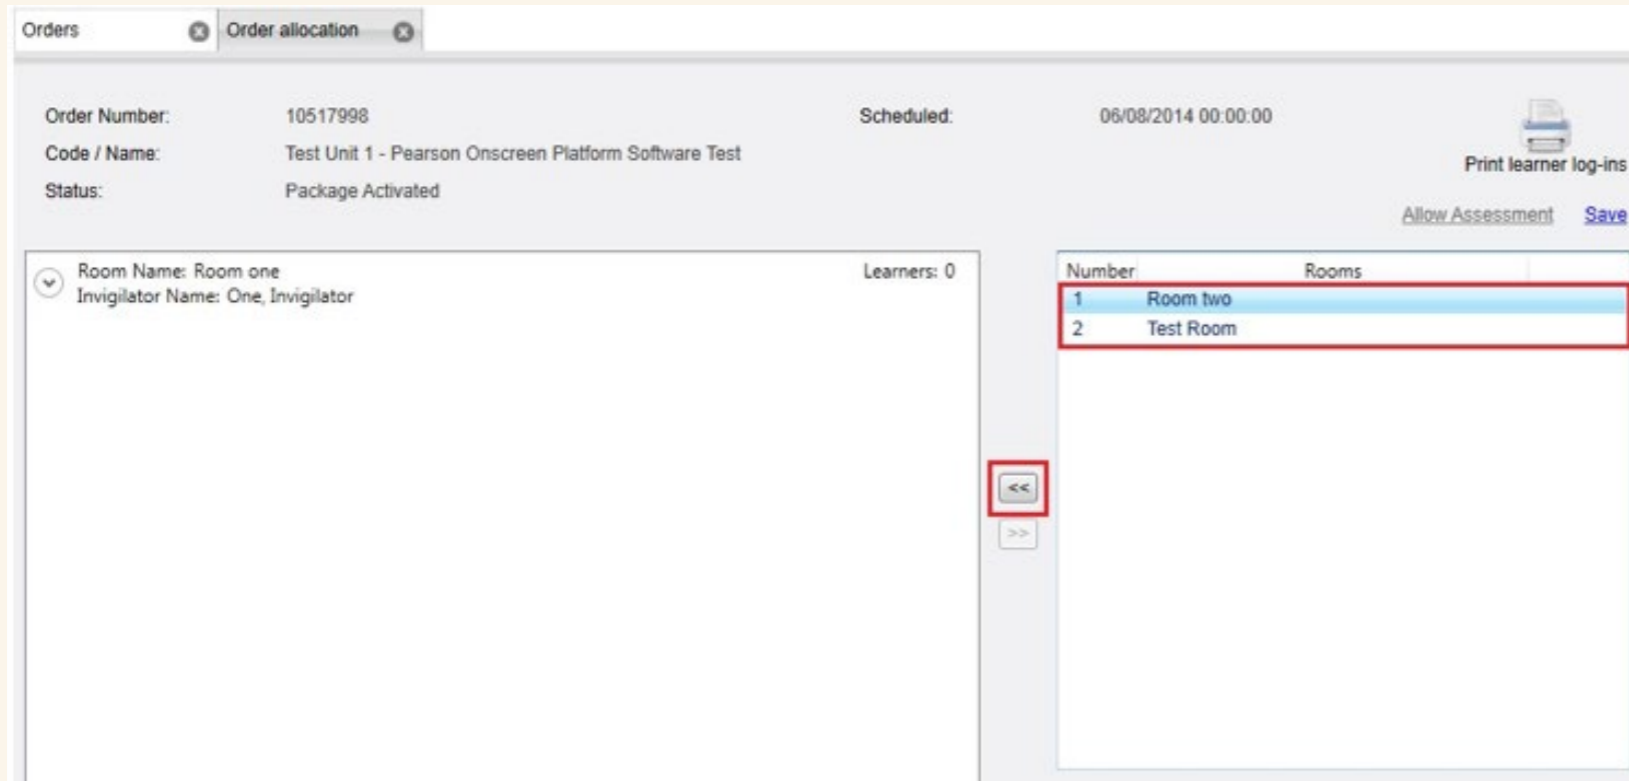 Orders
Order allocation
Order Number: 10517998 Scheduled: 06/08/2014 00:00:00
Code / Name: Test Unit 1 - Pearson Onscreen Platform Software Test
Print learner log-ins
Status: Package Activated
Allow Assessment Save
Room Name: Room one Learners: 0
Invigilator Name: One, Invigilator
Number Rooms
1 Room two
2 Test Room
<<
>>